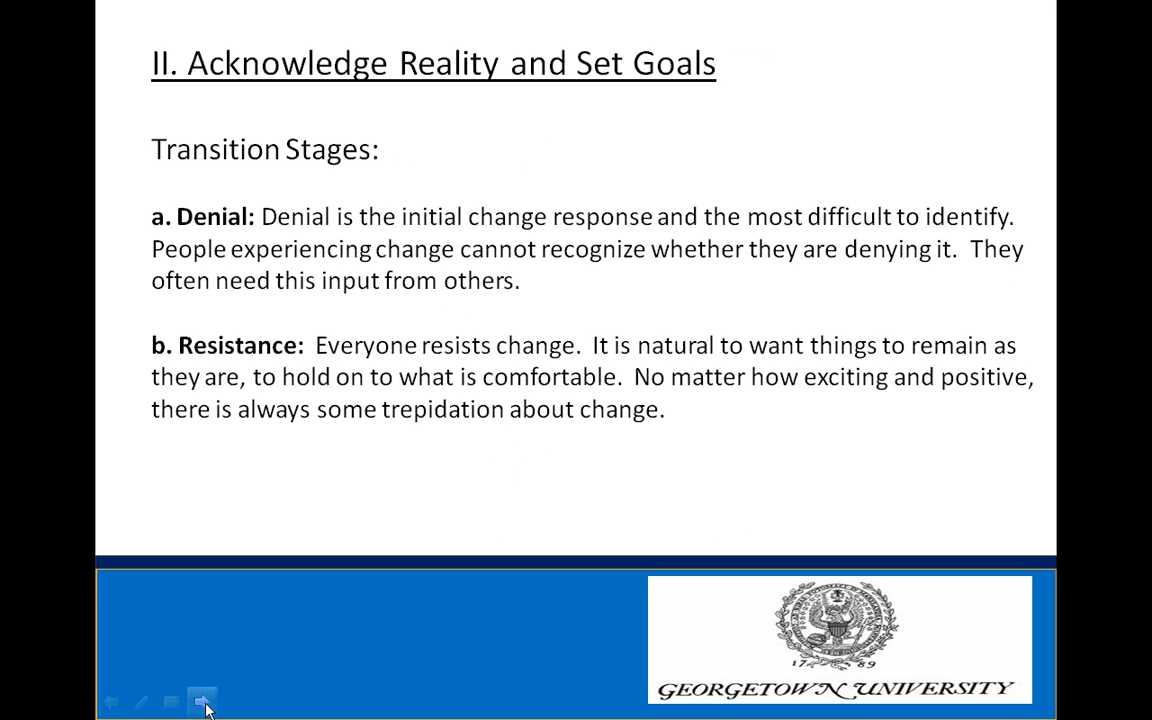 II. Acknowledge Reality and Set Goals
Transition Stages:
a. Denial: Denial is the initial change response and the most difficult to identify.
People experiencing change cannot recognize whether they are denying it. They
often need this input from others.
b. Resistance: Everyone resists change. It is natural to want things to remain as
they are, to hold on to what is comfortable. No matter how exciting and positive,
there is always some trepidation about change.
17 89
GEORGETOWN UNIVERSITY